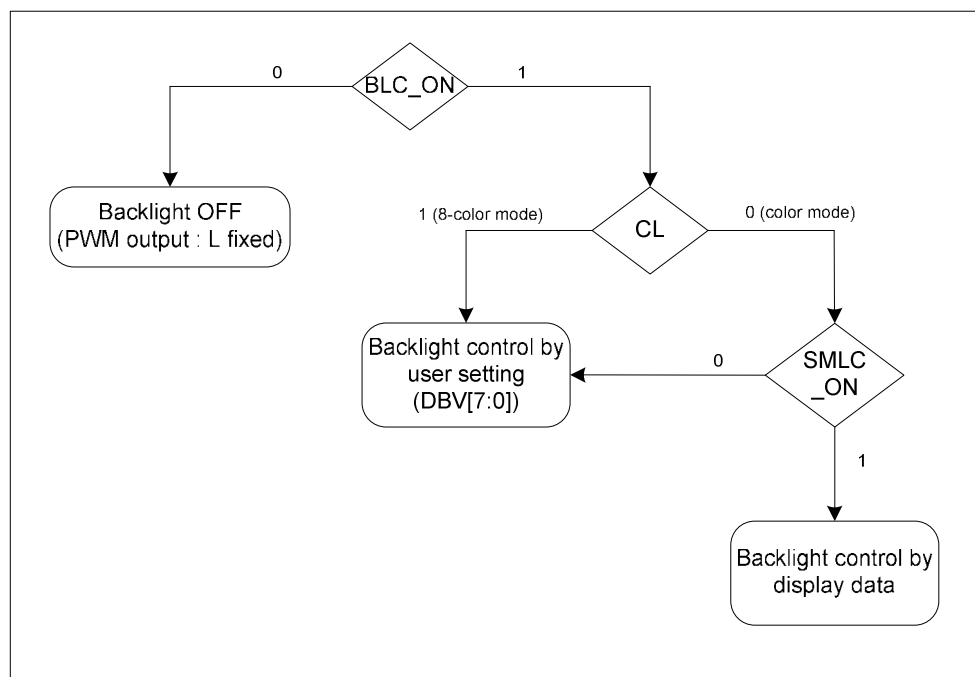 0
BLC_ON
1
Backlight OFF
(PWM output : L fixed)
1 (8-color mode)
CL
0 (color mode)
Backlight control by
user setting
(DBV[7:0])
0
SMLC
_ON
1
Backlight control by
display data